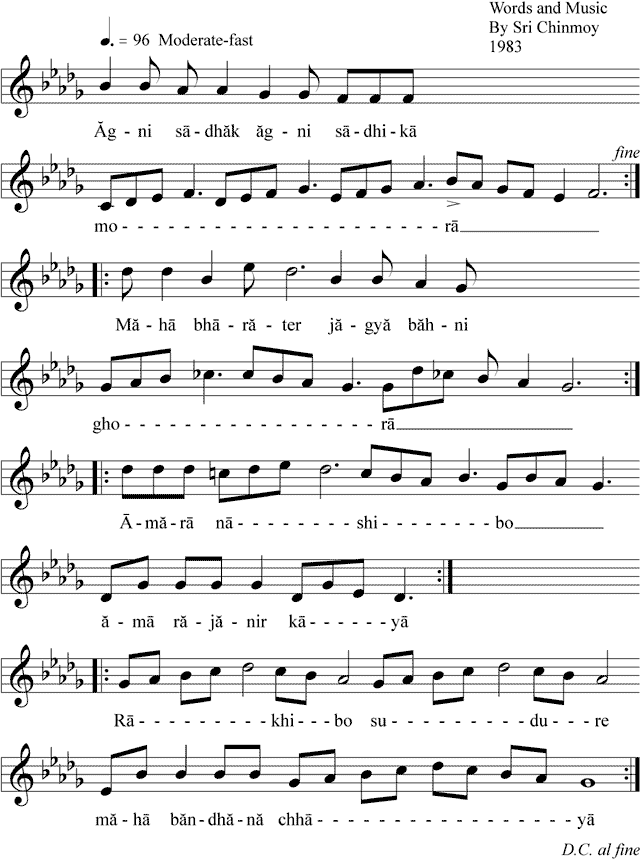 Words and Music
By Sri Chinmoy
1983
♩. = 96 Moderate-fast
Ăg - ni sā - dhăk ăg - ni sā - dhi - kā
fine
mo - - - - - - - - - - - - - - - - - - - - - rā
Mă - hā bhā - ră - ter jā - gyă băh - ni
gho - - - - - - - - - - - - - - - - - rā
Ā - mă - rā nā - - - - - - - - shi - - - - - - - - bo
ă - mā ră - jă - nir kā - - - - - yā
Rā - - - - - - - - khi - - bo su - - - - - - - - du - - re
mă - hā băn - dhă - nă chhā - - - - - - - - - - - - - - - yā
D.C. al fine